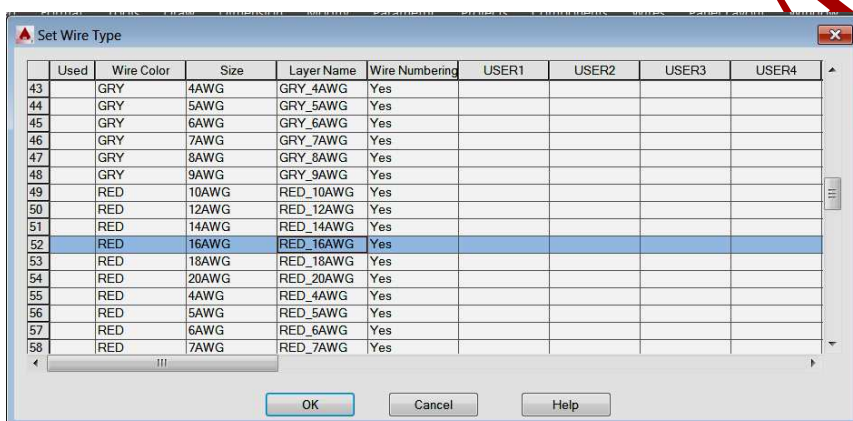 Set Wire Type
Used Wire Color Size Layer Name Wire Numbering USER1 USER2 USER3 USER4
43 GRY 4AWG GRY_4AWG Yes
44 GRY 5AWG GRY_5AWG Yes
45 GRY 6AWG GRY_6AWG Yes
46 GRY 7AWG GRY_7AWG Yes
47 GRY 8AWG GRY_8AWG Yes
48 GRY 9AWG GRY_9AWG Yes
49 RED 10AWG RED_10AWG Yes
50 RED 12AWG RED_12AWG Yes
51 RED 14AWG RED_14AWG Yes
52 RED 16AWG RED_16AWG Yes
53 RED 18AWG RED_18AWG Yes
54 RED 20AWG RED_20AWG Yes
55 RED 4AWG RED_4AWG Yes
56 RED 5AWG RED_5AWG Yes
57 RED 6AWG RED_6AWG Yes
58 RED 7AWG RED_7AWG Yes
OK Cancel Help